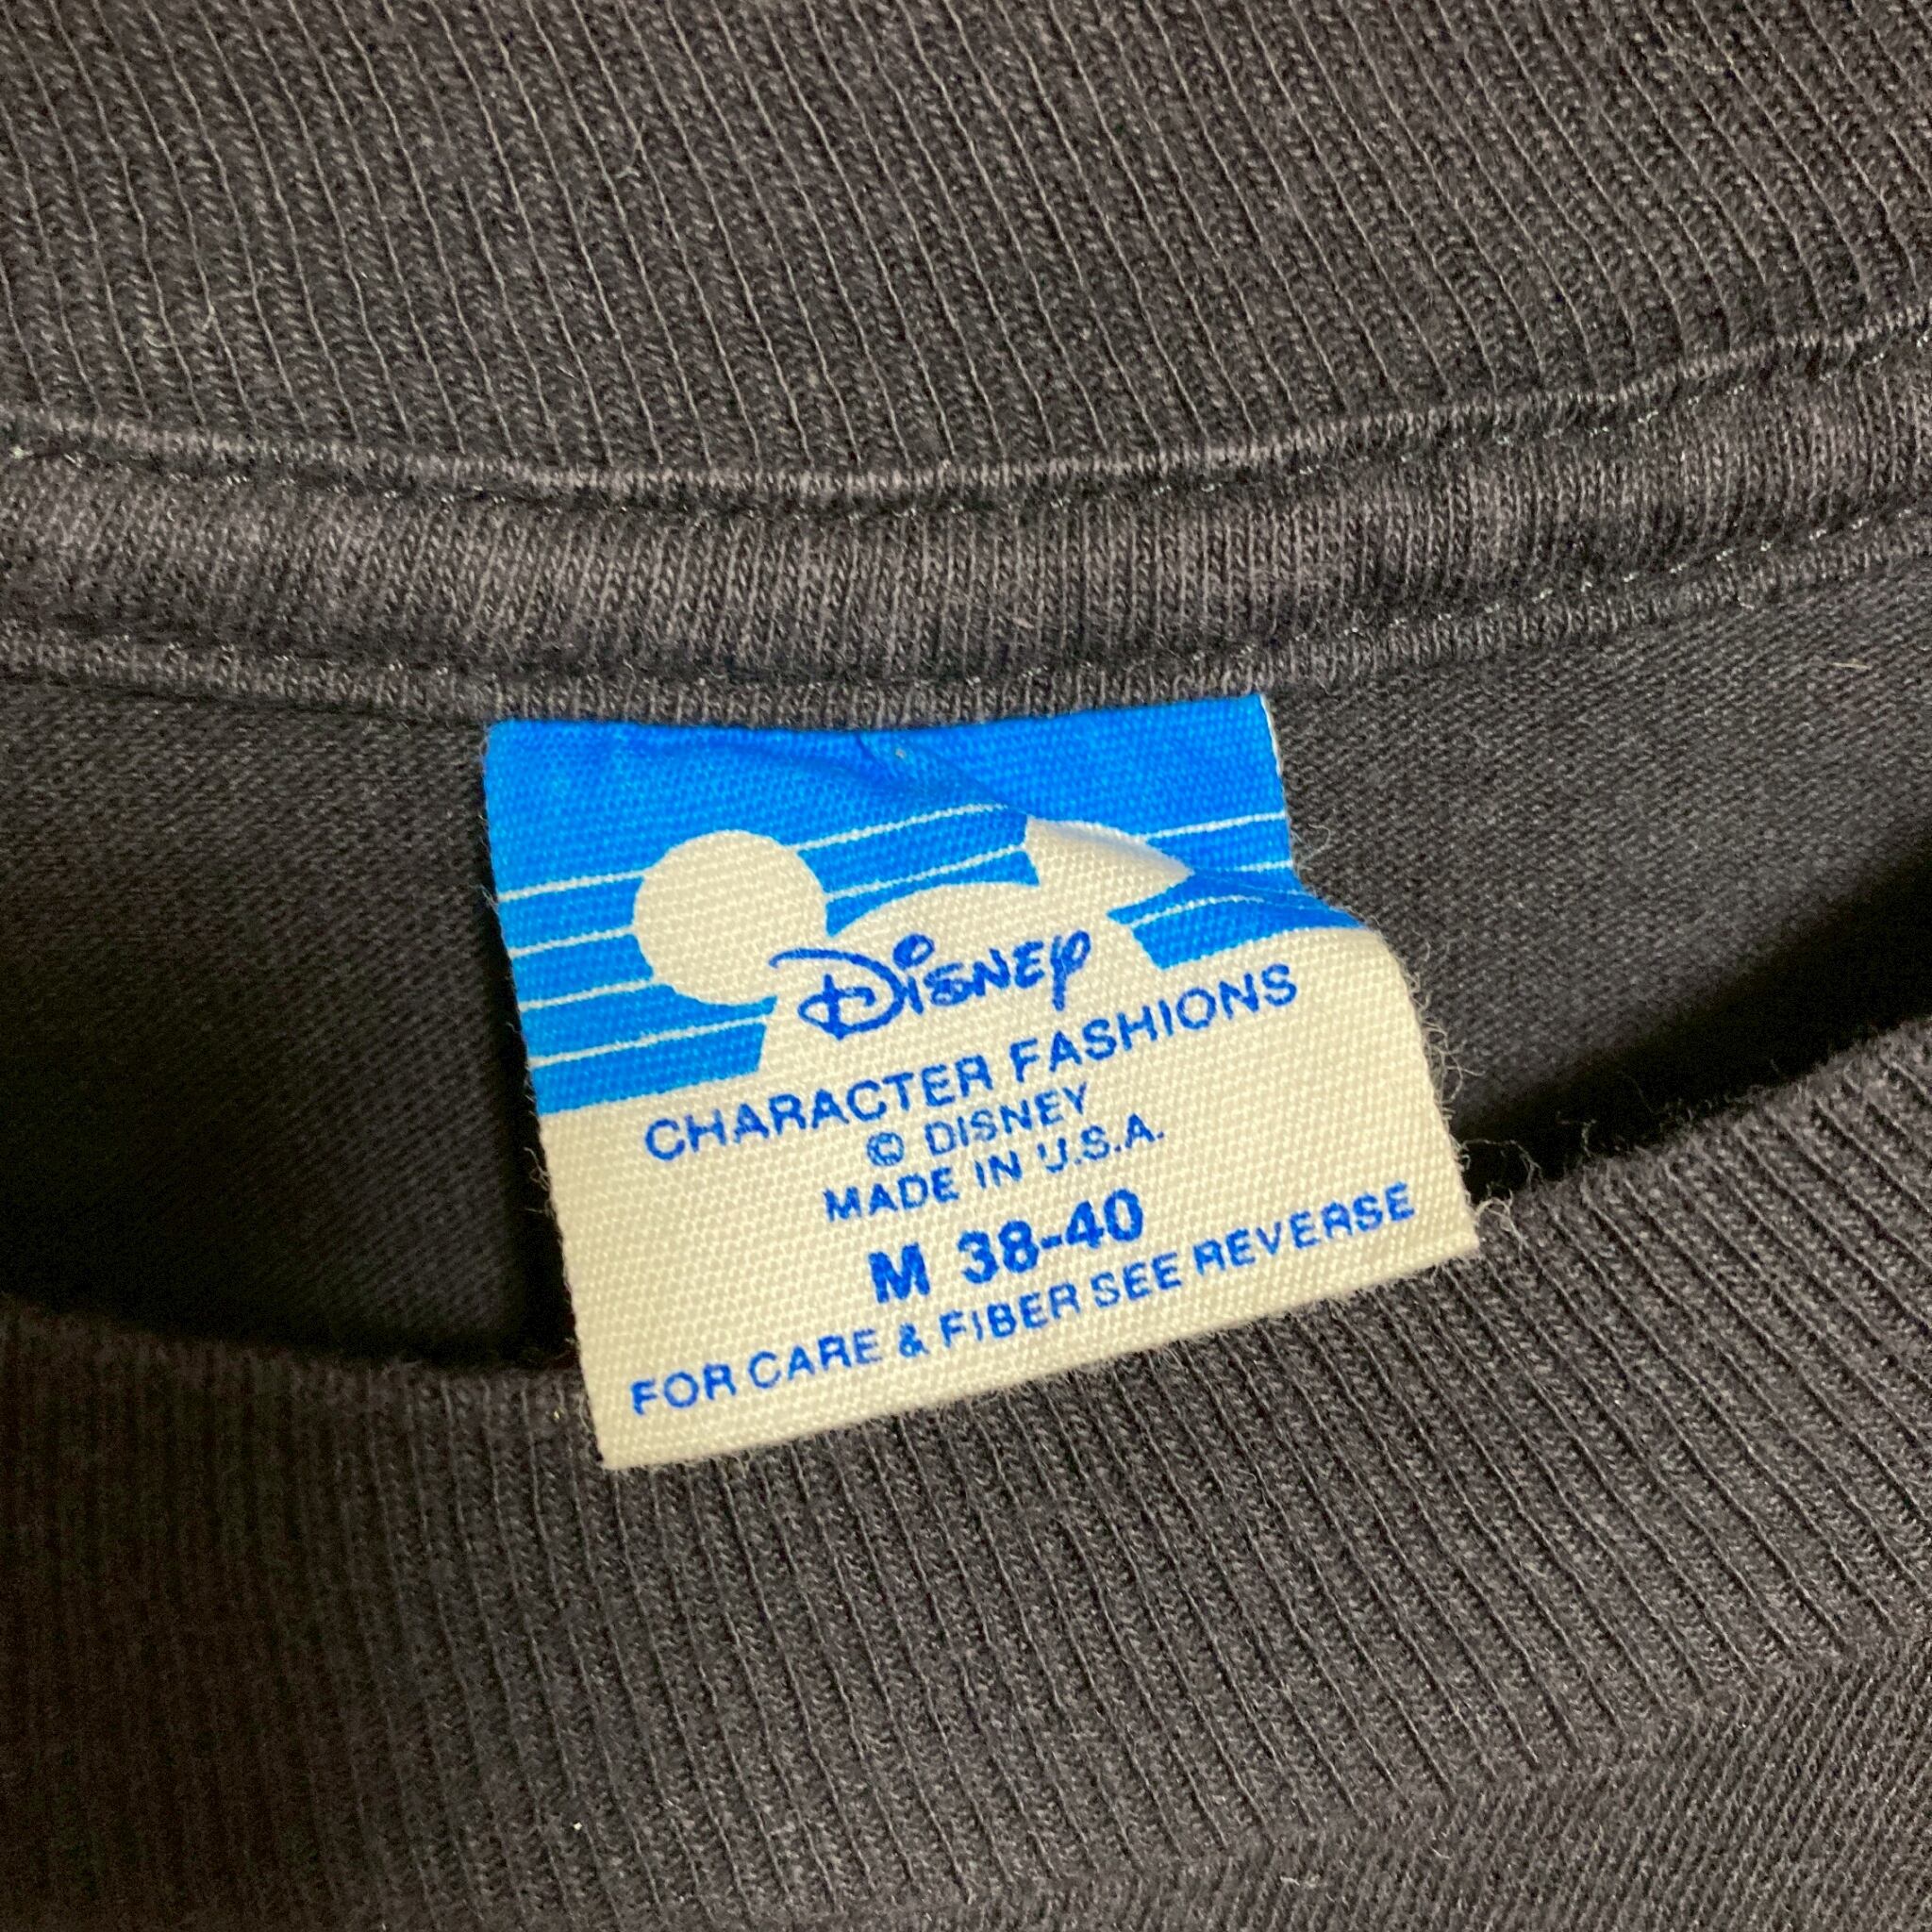 Disney
CHARACTER FASHIONS
© DISNEY
MADE IN U.S.A.
M 38-40
FOR CARE & FIBER SEE REVERSE